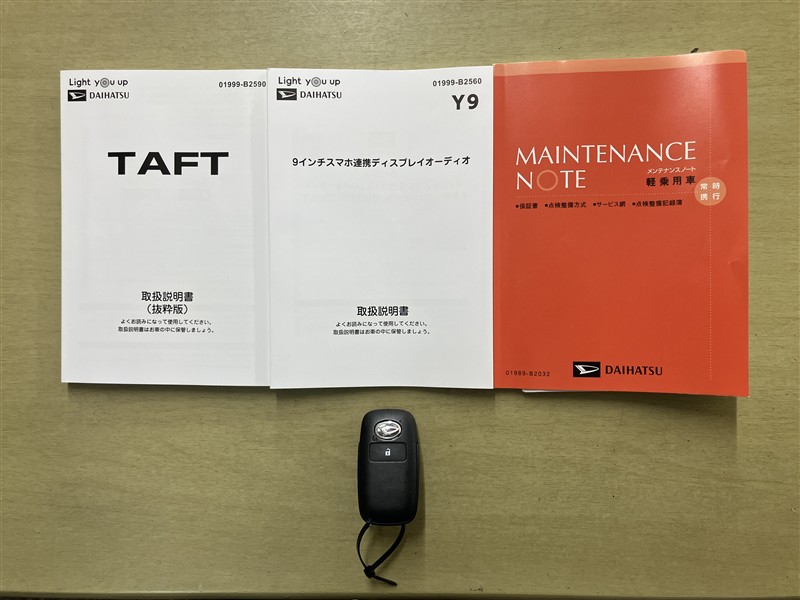 Light you up
01999-B2590
DAIHATSU
TAFT
取扱説明書
（抜粋版）
よくお読みになって使用してください。
取扱説明書はお車の中に保管しましょう。
Light you up
01999-B2560
DAIHATSU
Y9
9インチスマホ連携ディスプレイオーディオ
取扱説明書
よくお読みになって使用してください。
取扱説明書はお車の中に保管しましょう。
MAINTENANCE
NOTE
メンテナンスノート
軽乗用車
常時
携行
●保証書 ●点検整備方式 ●サービス網 ●点検整備記録簿
01989-B2032
DAIHATSU